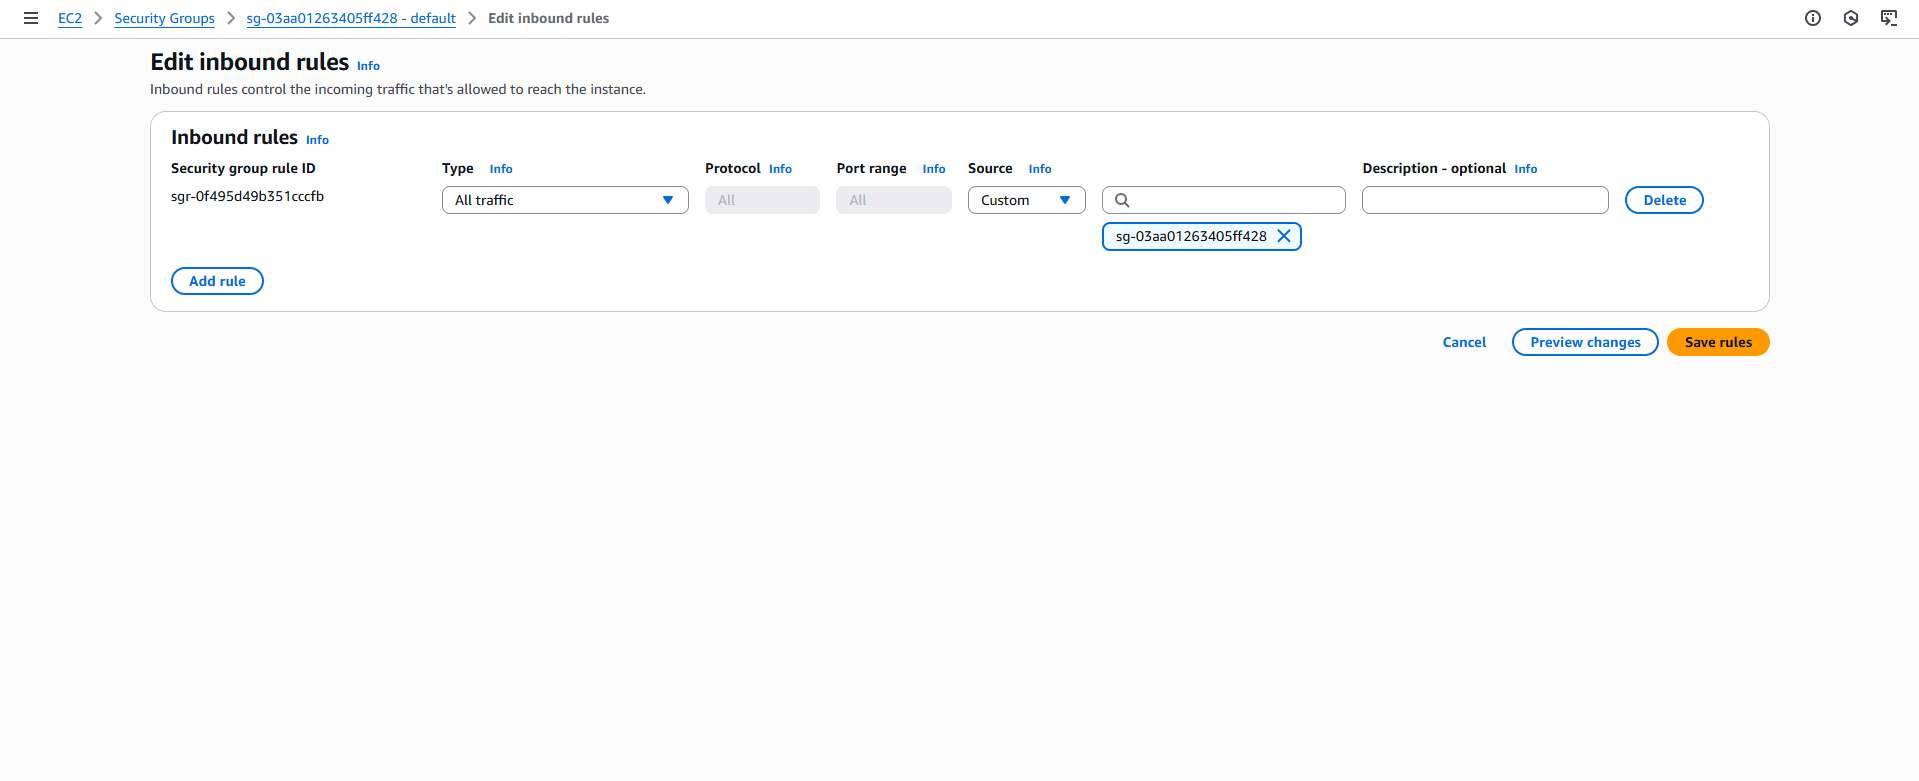 EC2 > Security Groups > sg-03aa01263405ff428 - default > Edit inbound rules
Edit inbound rules Info
Inbound rules control the incoming traffic that's allowed to reach the instance.
Inbound rules Info
Security group rule ID Type Info Protocol Info Port range Info Source Info Description - optional Info
sgr-0f495d49b351cccfb All traffic All All Custom Delete
sg-03aa01263405ff428
Add rule
Cancel Preview changes Save rules